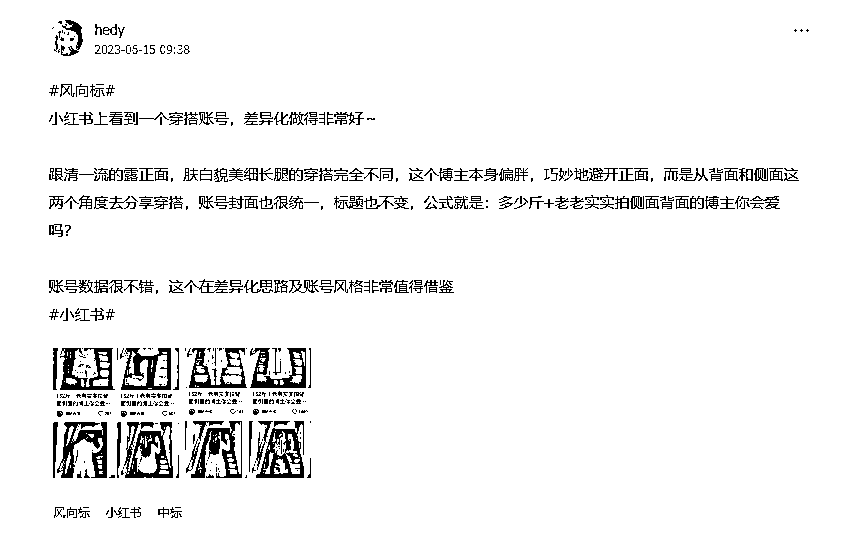 hedy
2023-05-15 09:38
#风向标#
小红书上看到一个穿搭账号，差异化做得非常好~
跟清一流的露正面，肤白貌美细长腿的穿搭完全不同，这个博主本身偏胖，巧妙地避开正面，而是从背面和侧面这
两个角度去分享穿搭，账号封面也很统一，标题也不变，公式就是：多少斤+老老实实拍侧面背面的博主你会爱
吗？
账号数据很不错，这个在差异化思路及账号风格非常值得借鉴
#小红书#
风向标 小红书 中标